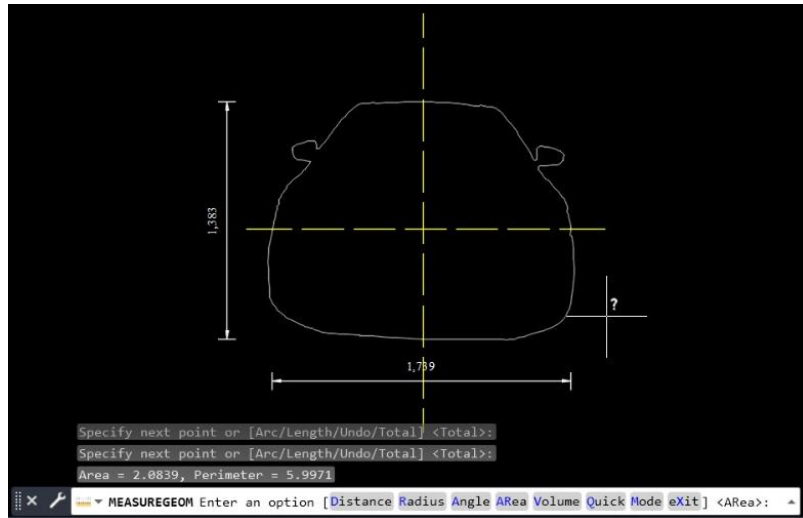 1,383
?
1,739
Specify next point or [Arc/Length/Undo/Total] <Total>:
Specify next point or [Arc/Length/Undo/Total] <Total>:
Area = 2.0839, Perimeter = 5.9971
MEASUREGEOM Enter an option [Distance Radius Angle ARea Volume Quick Mode eXit] <ARea>: